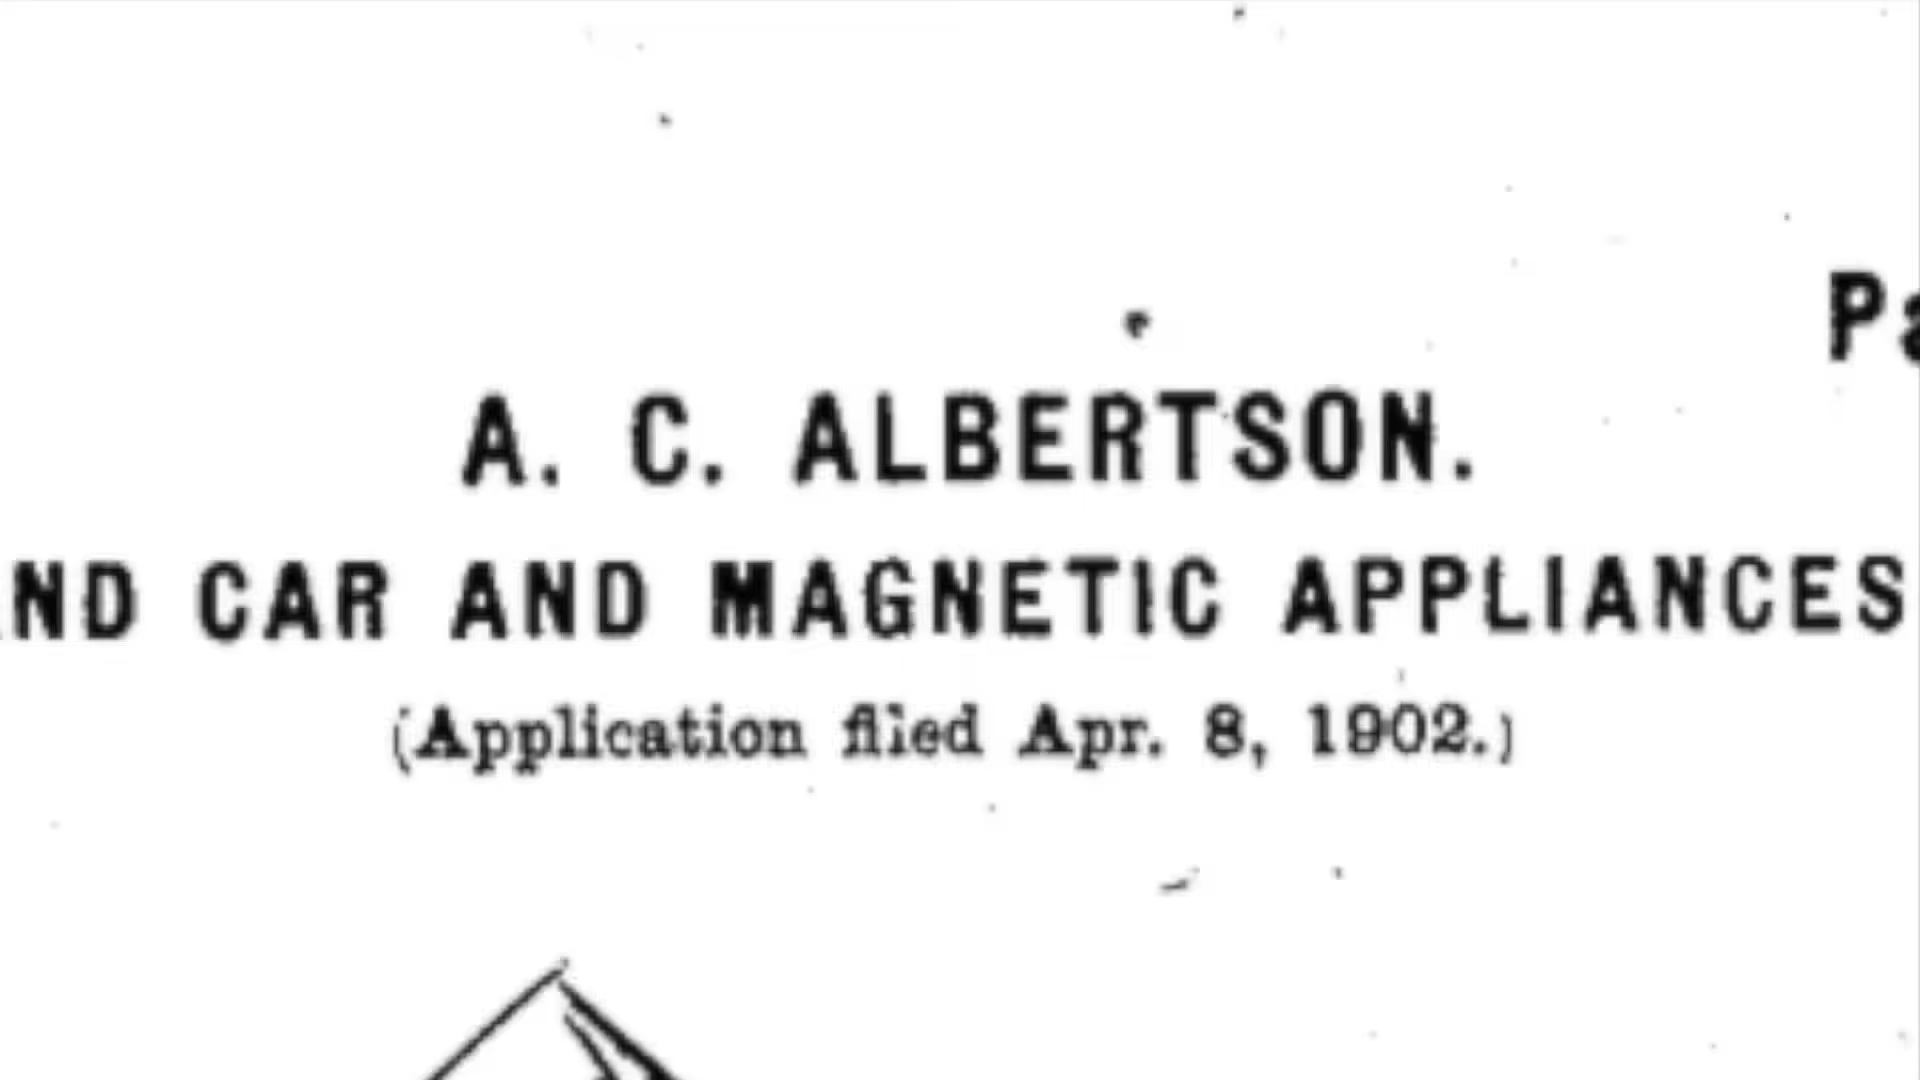 Pa
A. C. ALBERTSON.
ND CAR AND MAGNETIC APPLIANCES
(Application filed Apr. 8, 1902.)